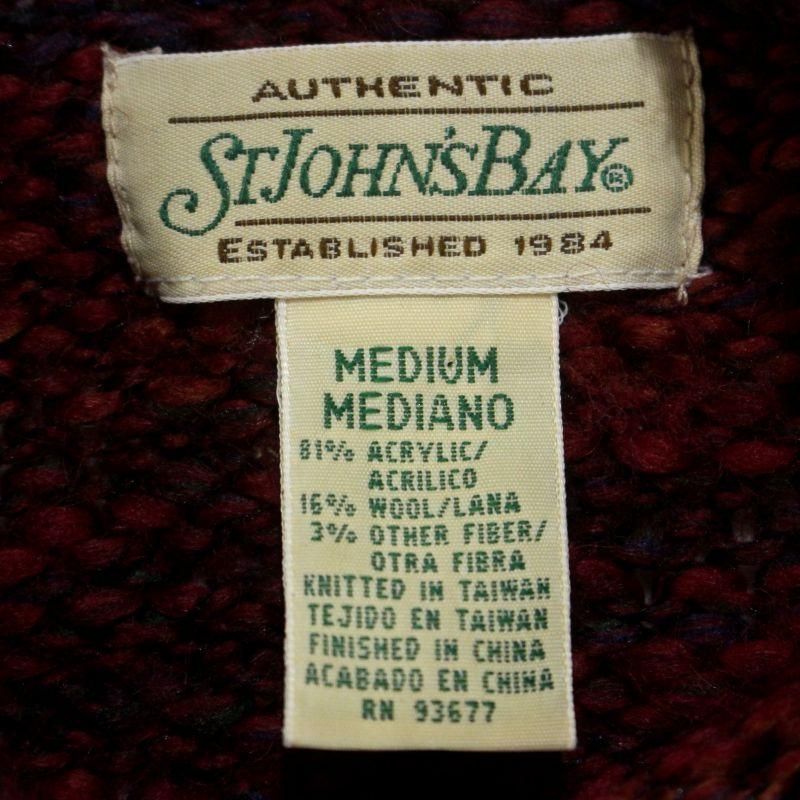 AUTHENTIC
ST.JOHN'SBAY®
ESTABLISHED 1984
MEDIUM
MEDIANO
81% ACRYLIC/
ACRILICO
16% WOOL/LANA
3% OTHER FIBER/
OTRA FIBRA
KNITTED IN TAIWAN
TEJIDO EN TAIWAN
FINISHED IN CHINA
ACABADO EN CHINA
RN 93677